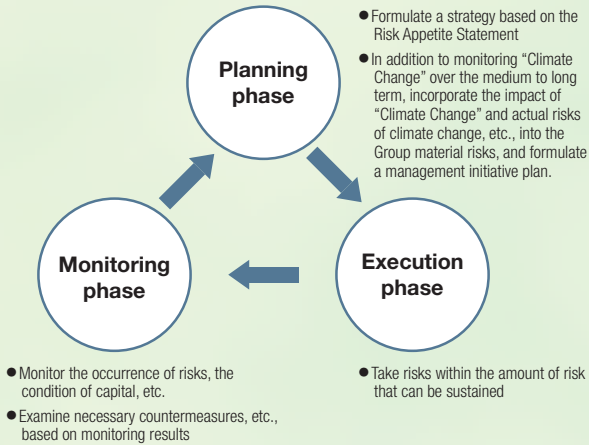 Planning
phase
● Formulate a strategy based on the
Risk Appetite Statement
● In addition to monitoring “Climate
Change” over the medium to long
term, incorporate the impact of
“Climate Change” and actual risks
of climate change, etc., into the
Group material risks, and formulate
a management initiative plan.
Execution
phase
● Take risks within the amount of risk
that can be sustained
Monitoring
phase
● Monitor the occurrence of risks, the
condition of capital, etc.
● Examine necessary countermeasures, etc.,
based on monitoring results